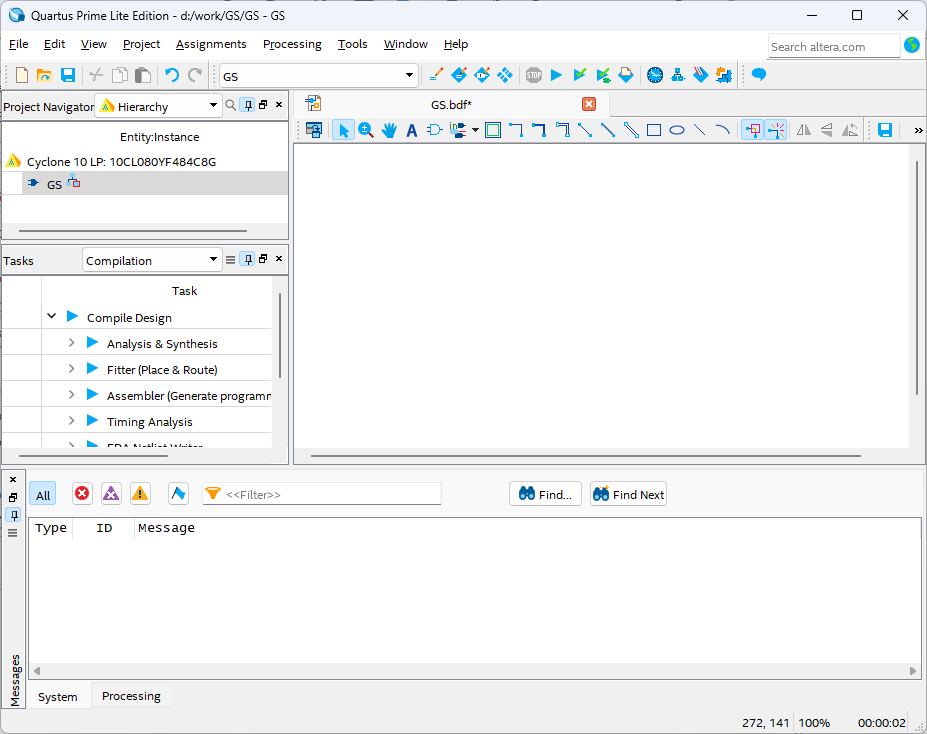 Quartus Prime Lite Edition - d:/work/GS/GS - GS
File Edit View Project Assignments Processing Tools Window Help
Search altera.com
GS
STOP
Project Navigator Hierarchy
GS.bdf*
Entity:Instance
Cyclone 10 LP: 10CL080YF484C8G
GS
Tasks Compilation
Task
Compile Design
Analysis & Synthesis
Fitter (Place & Route)
Assembler (Generate programm
Timing Analysis
EDA Netlist Writer
All <<Filter>> Find... Find Next
Type ID Message
Messages
System Processing
272, 141 100% 00:00:02